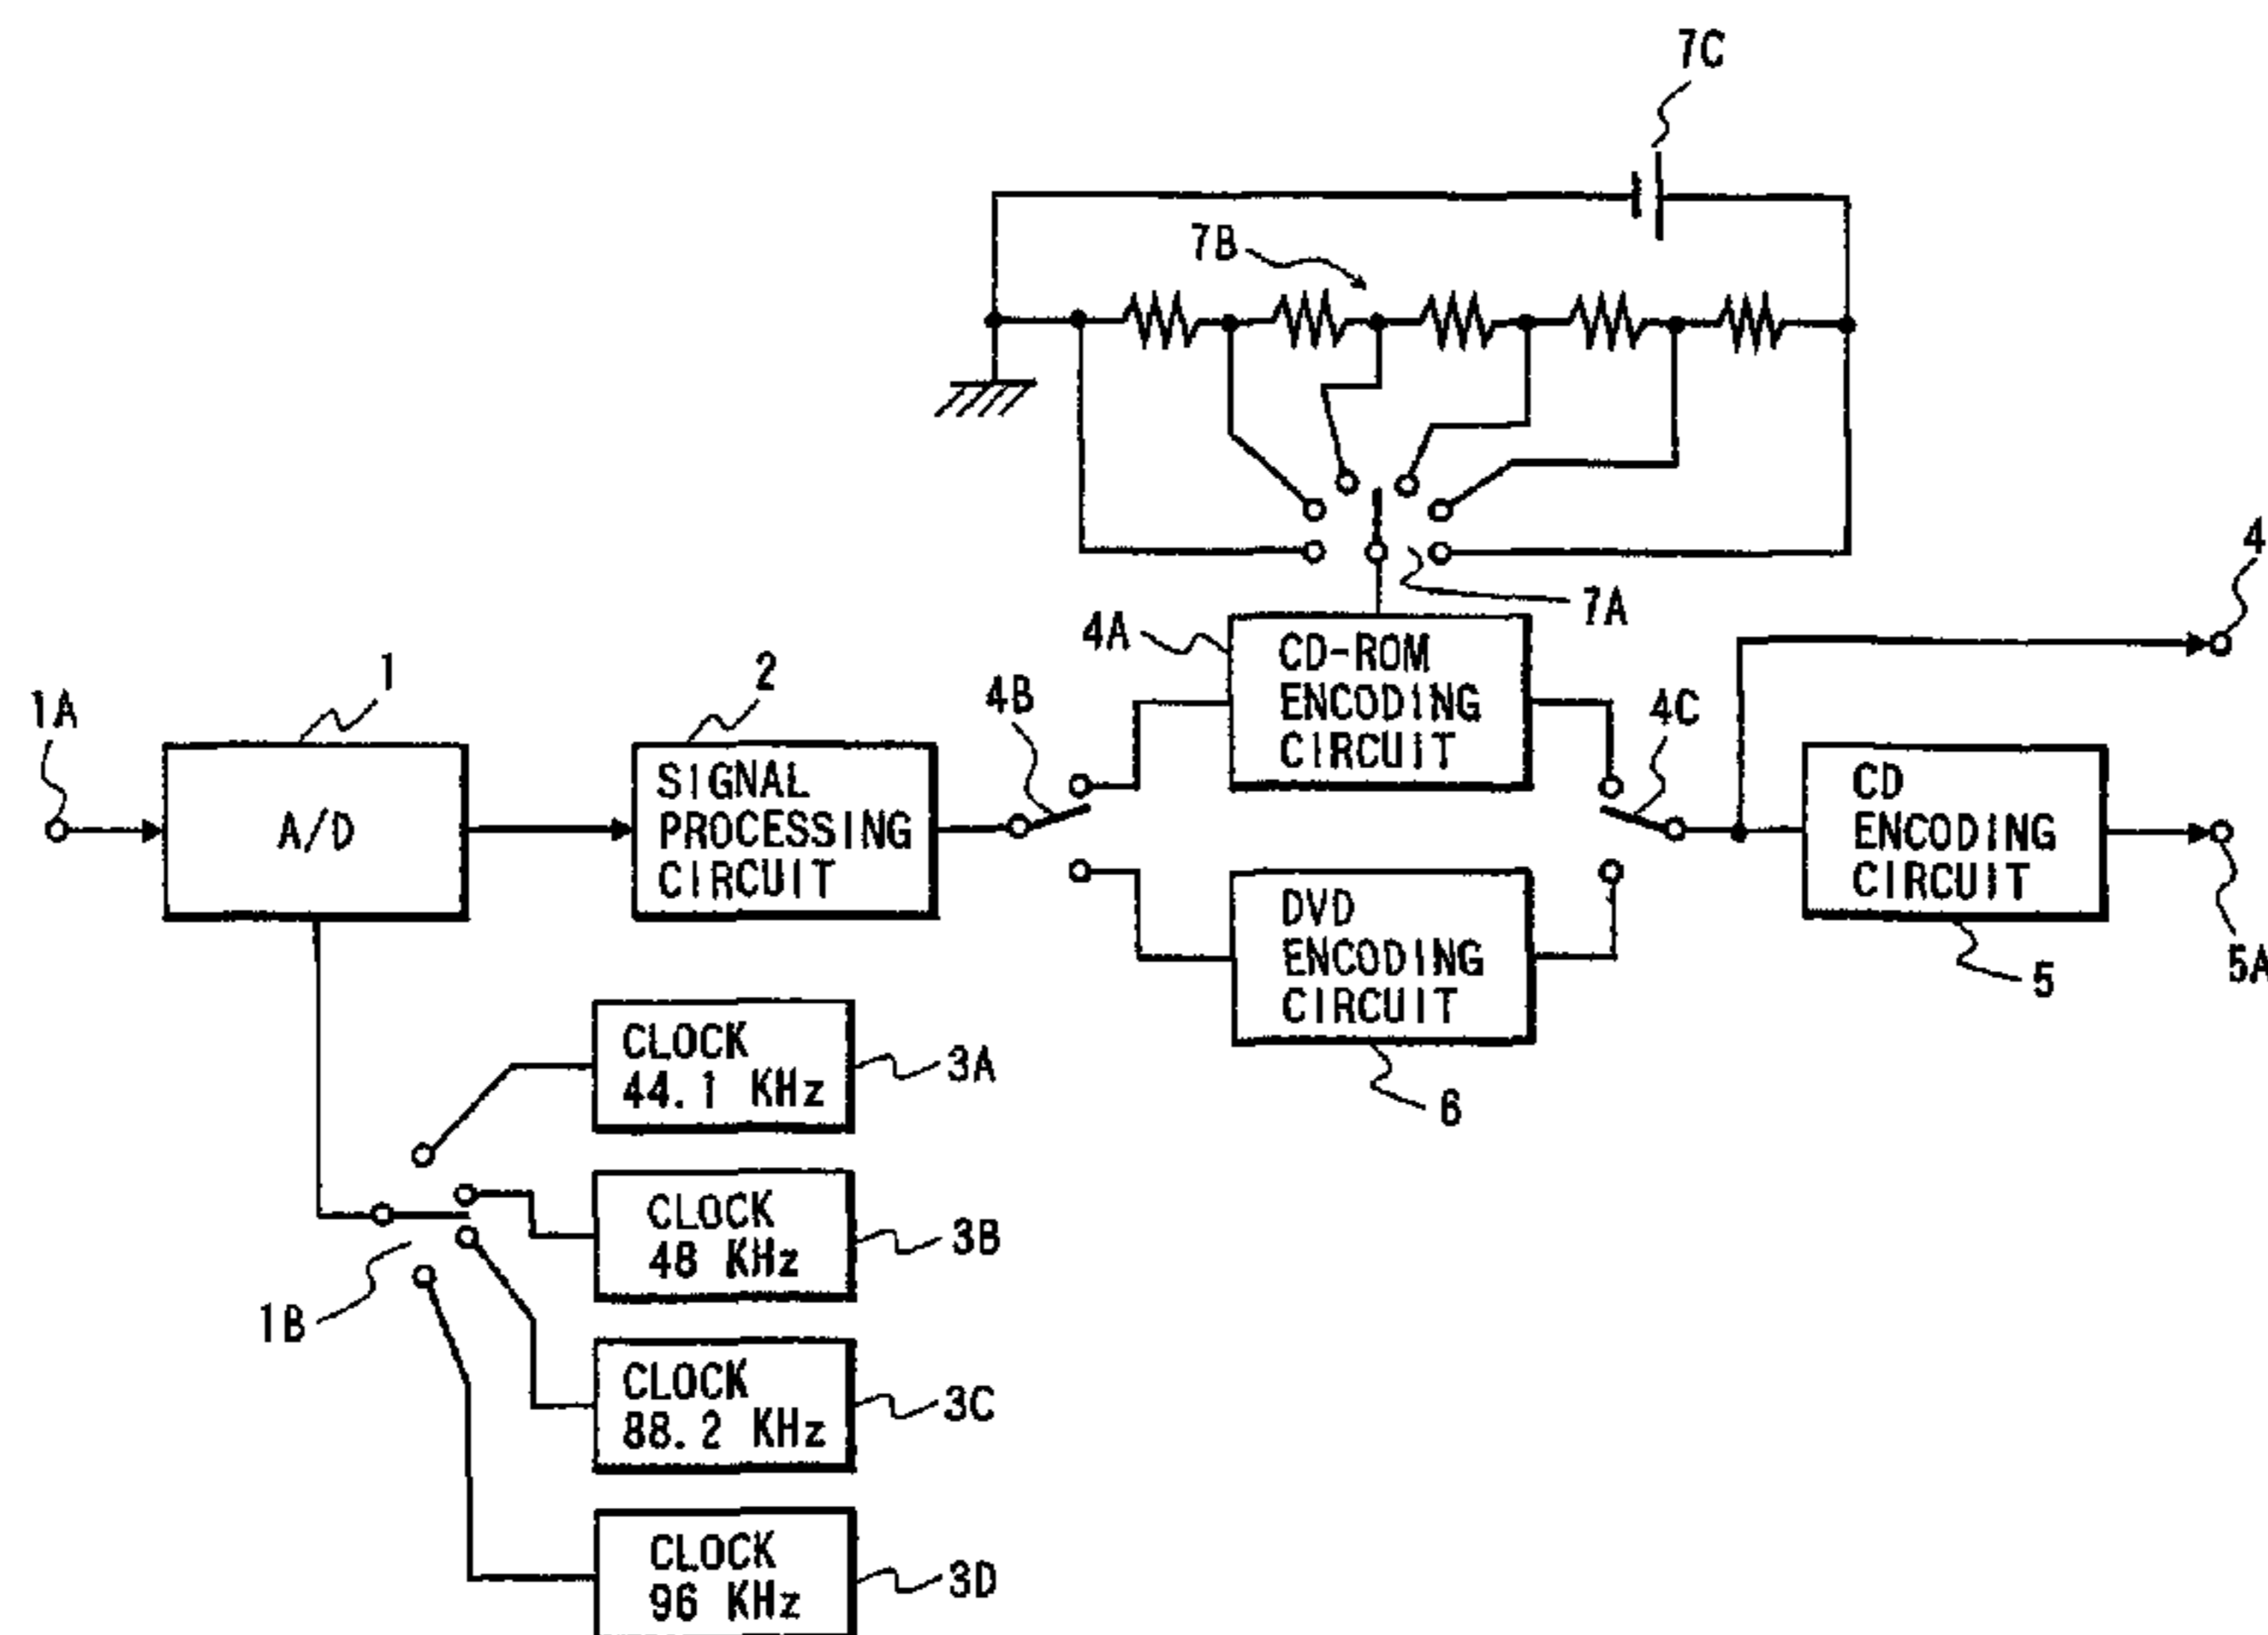 7C
7B
7A
4
4A
CD-ROM
ENCODING
CIRCUIT
1A
1
2
4B
4C
A/D
SIGNAL
PROCESSING
CIRCUIT
CD
ENCODING
CIRCUIT
5A
5
DVD
ENCODING
CIRCUIT
6
CLOCK
44.1 KHz
3A
CLOCK
48 KHz
3B
1B
CLOCK
88.2 KHz
3C
CLOCK
96 KHz
3D